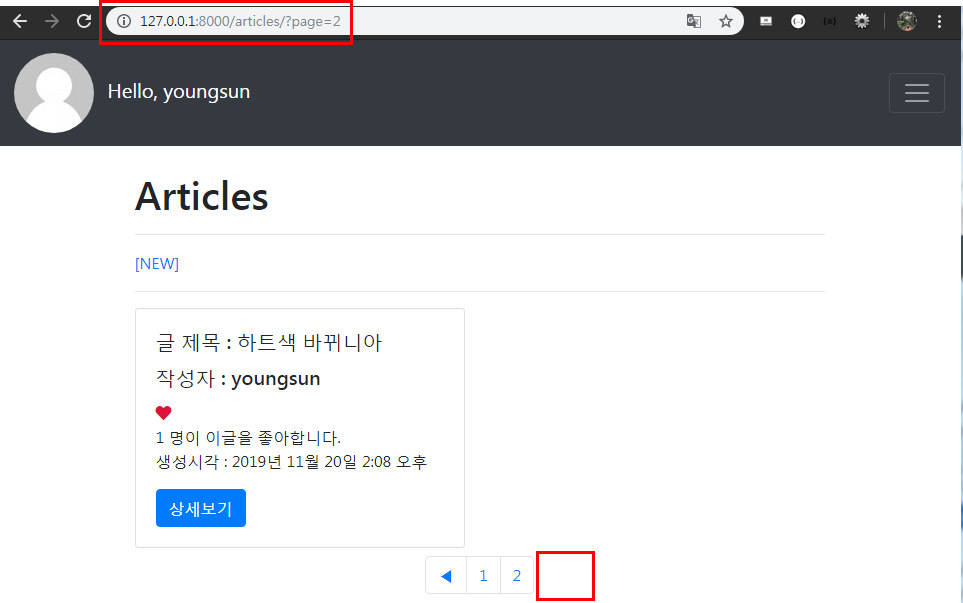 127.0.0.1:8000/articles/?page=2
Hello, youngsun
Articles
[NEW]
글 제목 : 하트색 바뀌니아
작성자 : youngsun
1 명이 이글을 좋아합니다.
생성시각 : 2019년 11월 20일 2:08 오후
상세보기
◀ 1 2